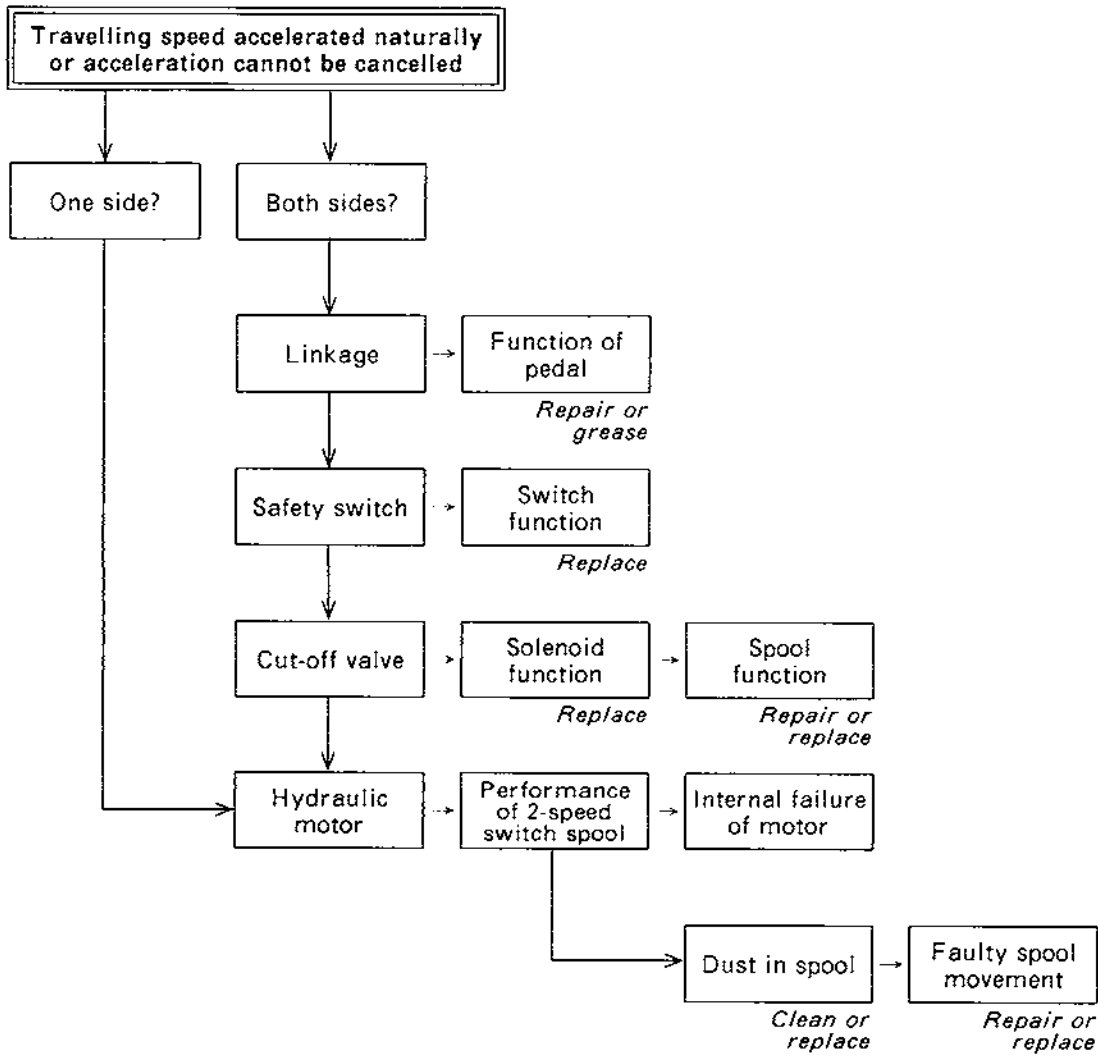 Travelling speed accelerated naturally
or acceleration cannot be cancelled
One side?
Both sides?
Linkage
Function of
pedal
Repair or
grease
Safety switch
Switch
function
Replace
Cut-off valve
Solenoid
function
Replace
Spool
function
Repair or
replace
Hydraulic
motor
Performance
of 2-speed
switch spool
Internal failure
of motor
Dust in spool
Clean or
replace
Faulty spool
movement
Repair or
replace